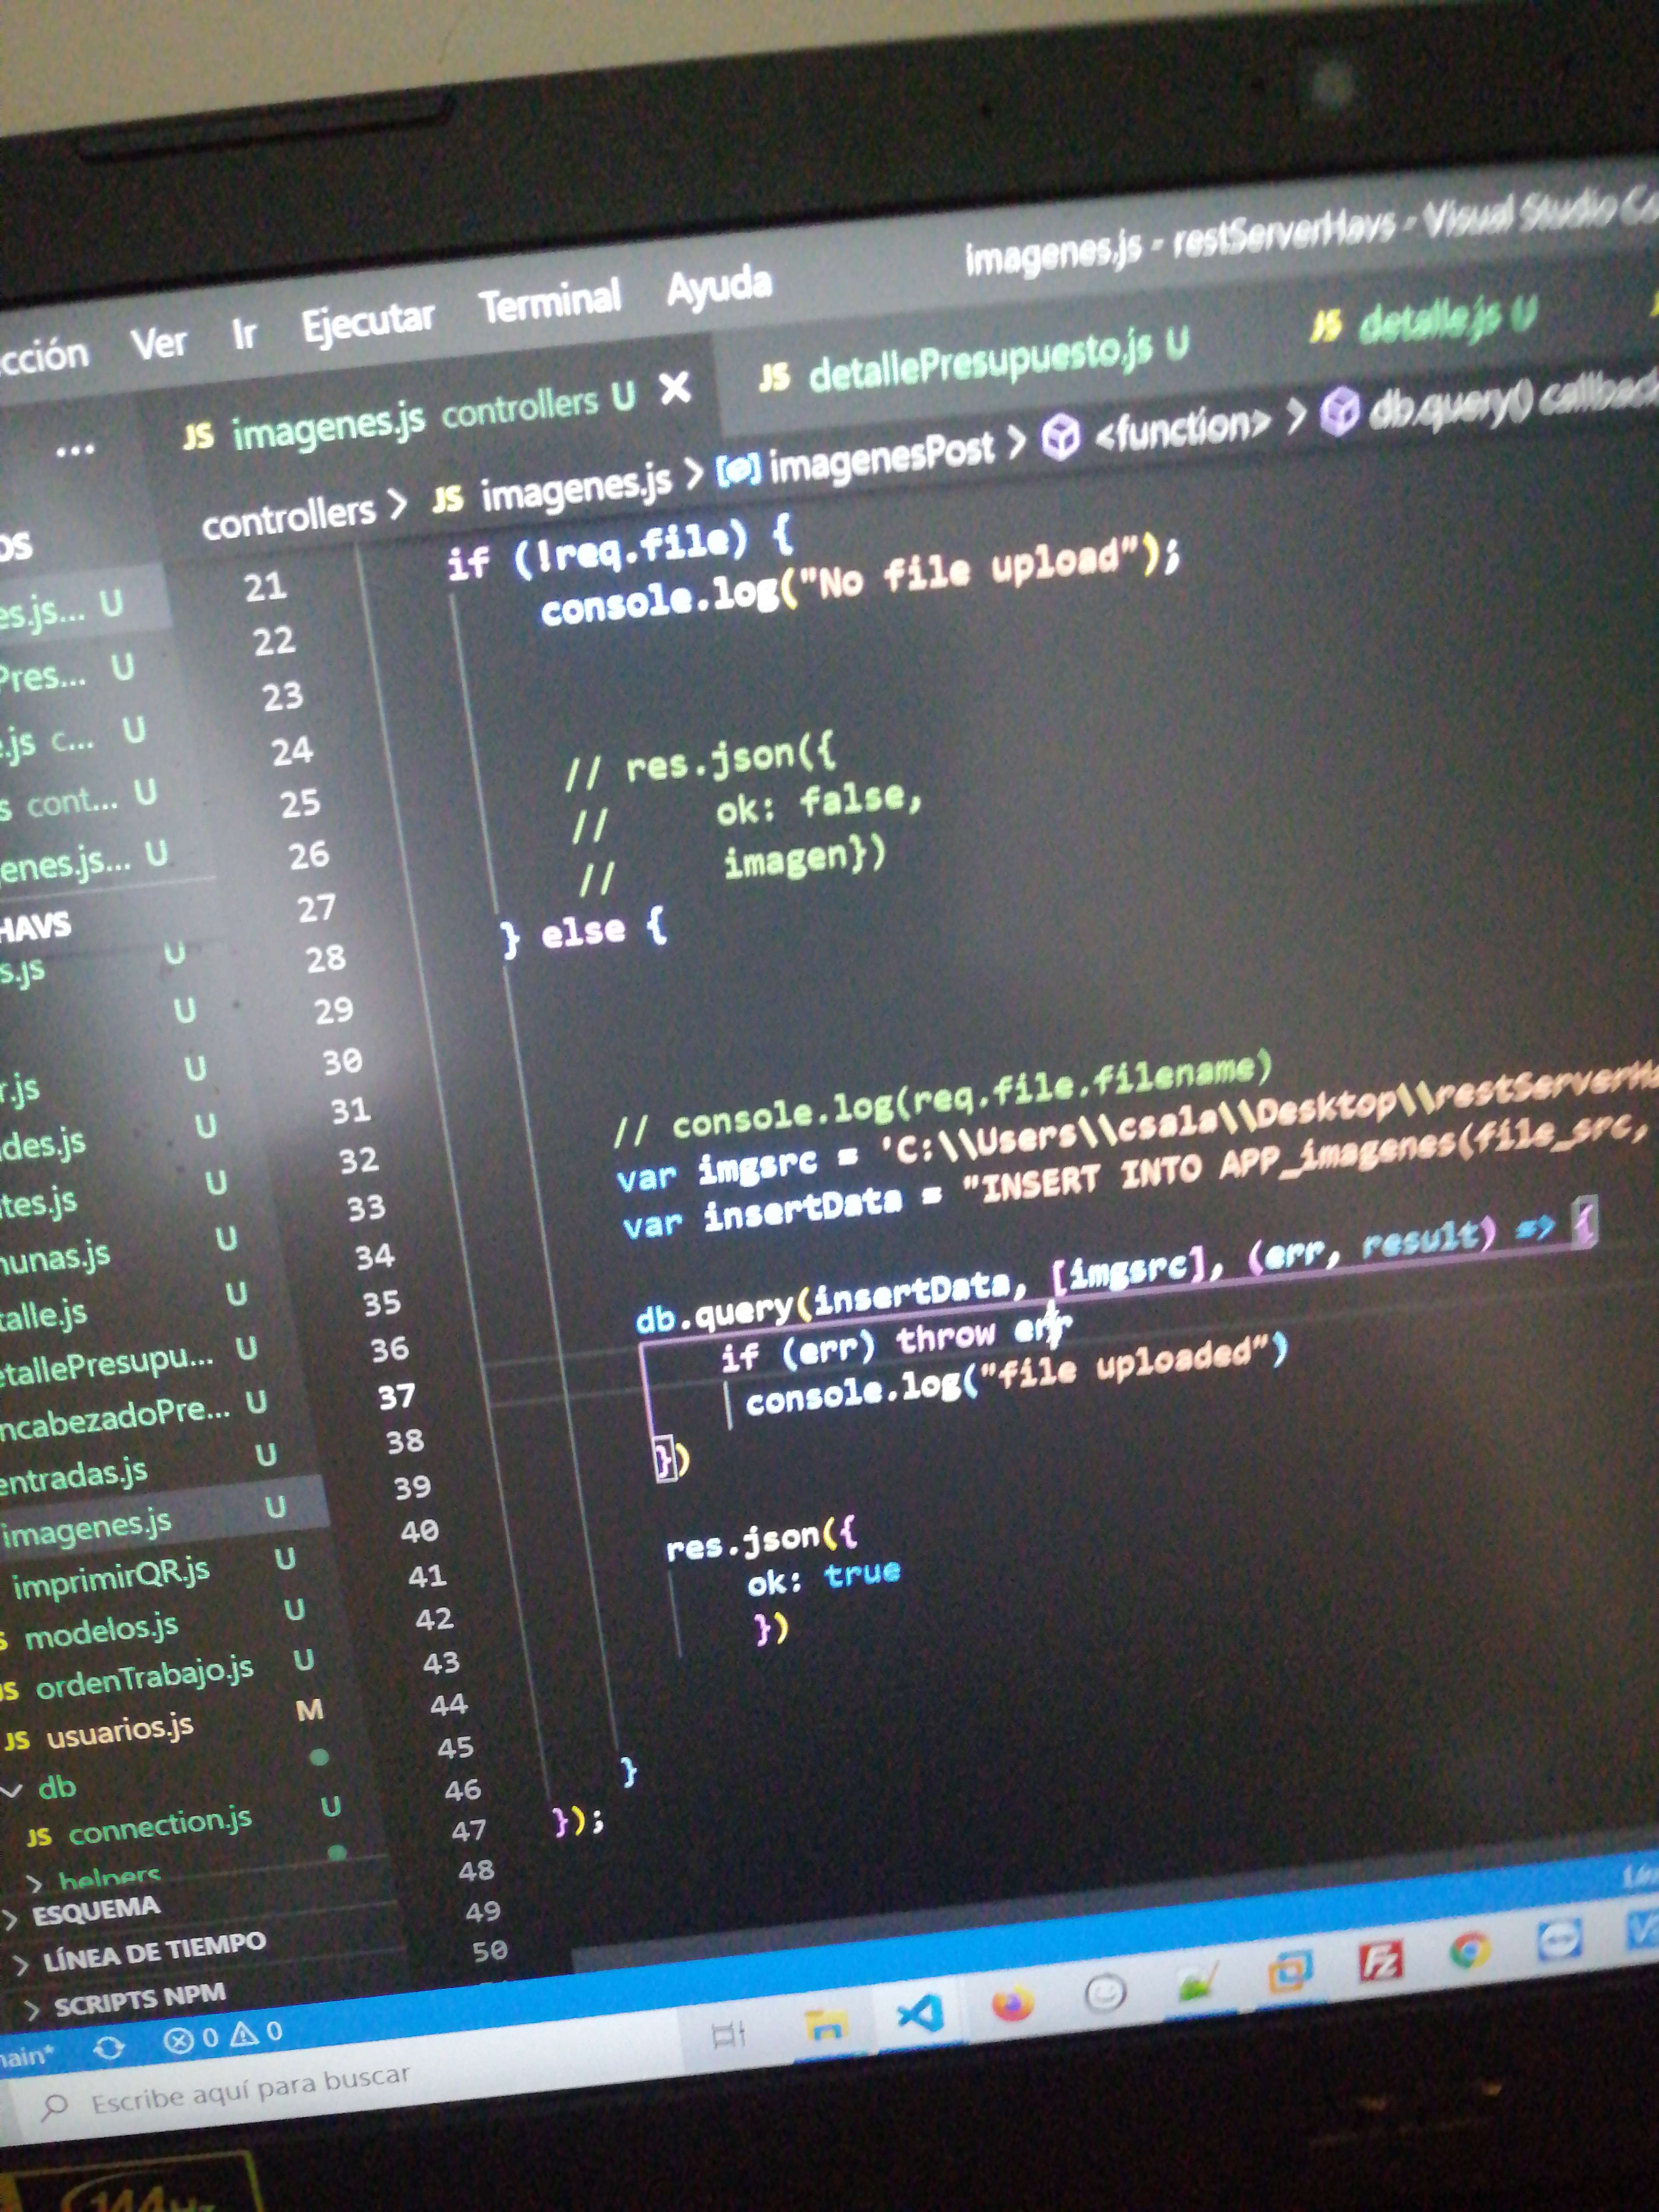 imagenes.js - restServerHavs - Visual Studio Co
cción Ver Ir Ejecutar Terminal Ayuda
... JS imagenes.js controllers U X JS detallePresupuesto.js U JS detalle.js U
controllers > JS imagenes.js > imagenesPost > <function> > db.query() callback
os
es.js... U
Pres... U
e.js c... U
s cont... U
enes.js... U
HAVS
s.js U
U
r.js U
des.js U
tes.js U
nunas.js U
talle.js U
etallePresupu... U
ncabezadoPre... U
entradas.js U
imagenes.js U
imprimirQR.js U
modelos.js U
JS ordenTrabajo.js U
JS usuarios.js M
db
JS connection.js U
> helpers
> ESQUEMA
> LÍNEA DE TIEMPO
> SCRIPTS NPM
21 if (!req.file) {
22 console.log("No file upload");
23
24
25 // res.json({
26 // ok: false,
27 // imagen})
28 } else {
29
30
31
32 // console.log(req.file.filename)
33 var imgsrc = 'C:\\Users\\csala\\Desktop\\restServerHa
34 var insertData = "INSERT INTO APP_imagenes(file_src,
35
36 db.query(insertData, [imgsrc], (err, result) => {
37 if (err) throw err
38 console.log("file uploaded")
39 })
40
41 res.json({
42 ok: true
43 })
44
45
46 }
47 });
48
49
50
main* 0 0
Escribe aquí para buscar
144Hz